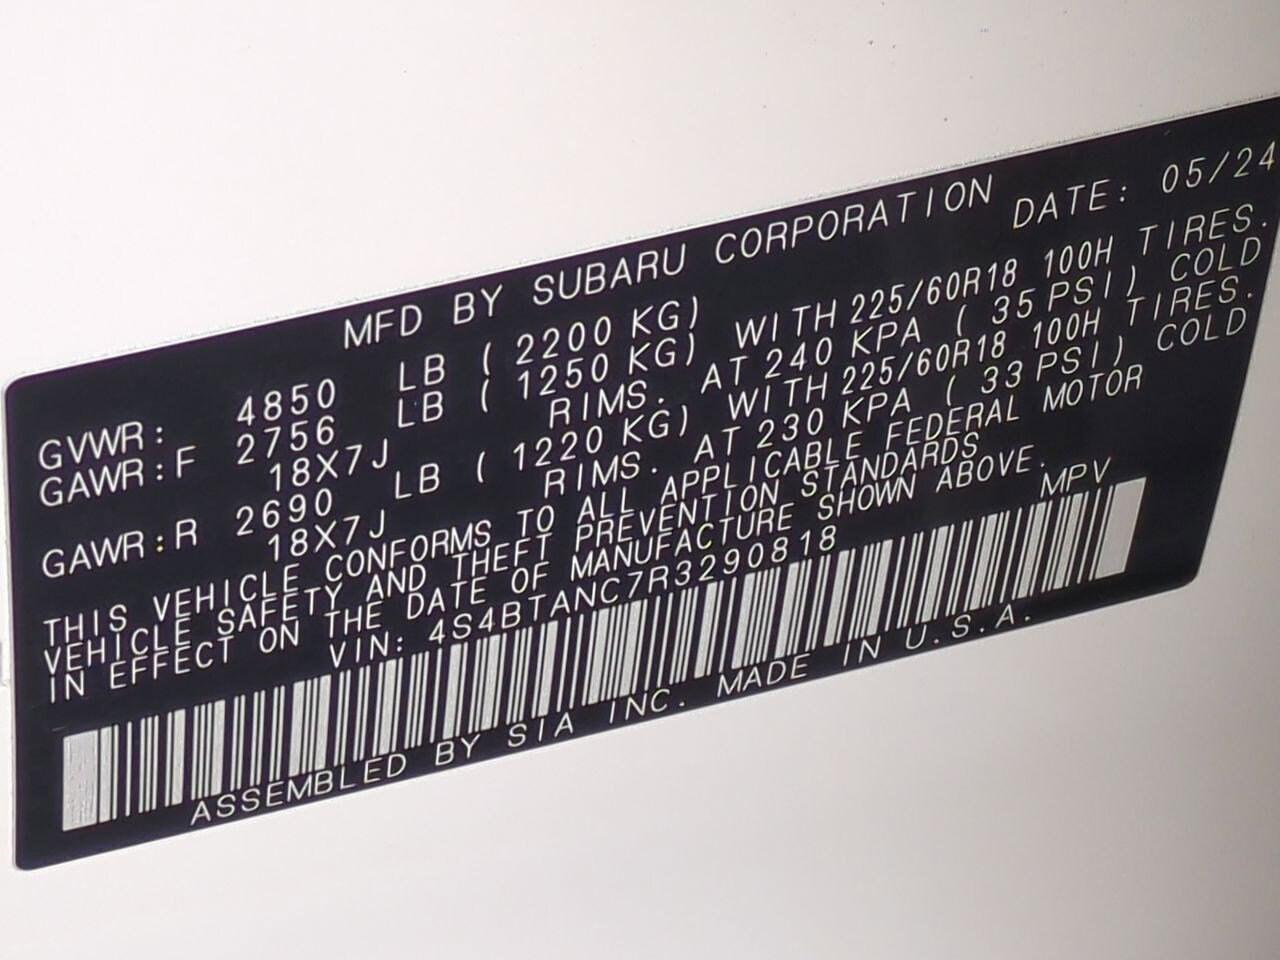 MFD BY SUBARU CORPORATION DATE: 05/24
GVWR: 4850 LB ( 2200 KG)
GAWR:F 2756 LB ( 1250 KG) WITH 225/60R18 100H TIRES.
18X7J RIMS. AT 240 KPA ( 35 PSI) COLD
GAWR:R 2690 LB ( 1220 KG) WITH 225/60R18 100H TIRES.
18X7J RIMS. AT 230 KPA ( 33 PSI) COLD
THIS VEHICLE CONFORMS TO ALL APPLICABLE FEDERAL MOTOR
VEHICLE SAFETY AND THEFT PREVENTION STANDARDS
IN EFFECT ON THE DATE OF MANUFACTURE SHOWN ABOVE.
VIN: 4S4BTANC7R3290818 MPV
ASSEMBLED BY SIA INC. MADE IN U.S.A.